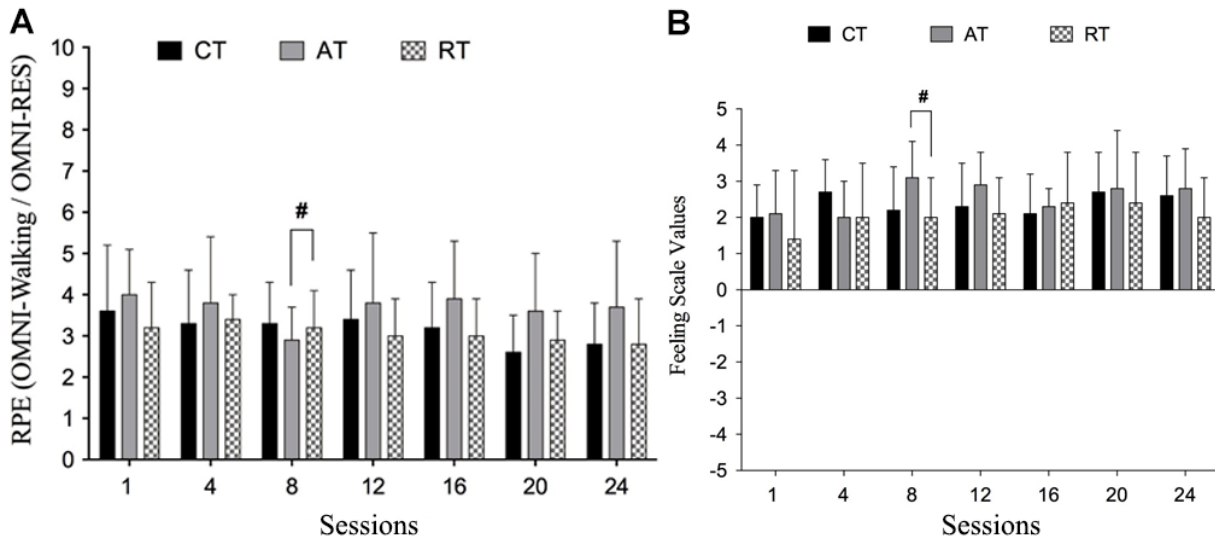 A
CT AT RT
RPE (OMNI-Walking / OMNI-RES)
10
9
8
7
6
5
4
3
2
1
0
#
1 4 8 12 16 20 24
Sessions
B
CT AT RT
Feeling Scale Values
5
4
3
2
1
0
-1
-2
-3
-4
-5
#
1 4 8 12 16 20 24
Sessions